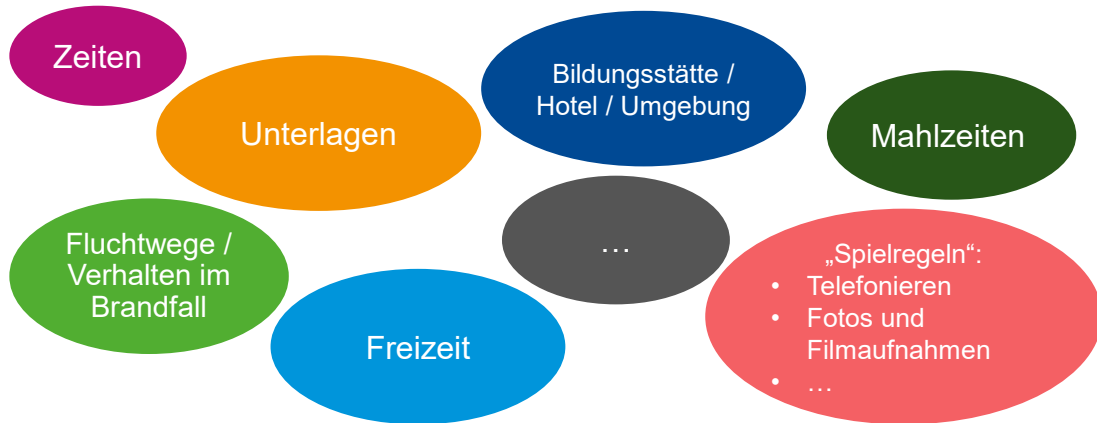 Zeiten
Unterlagen
Bildungsstätte /
Hotel / Umgebung
Mahlzeiten
Fluchtwege /
Verhalten im
Brandfall
…
Freizeit
„Spielregeln“:
• Telefonieren
• Fotos und
Filmaufnahmen
• …